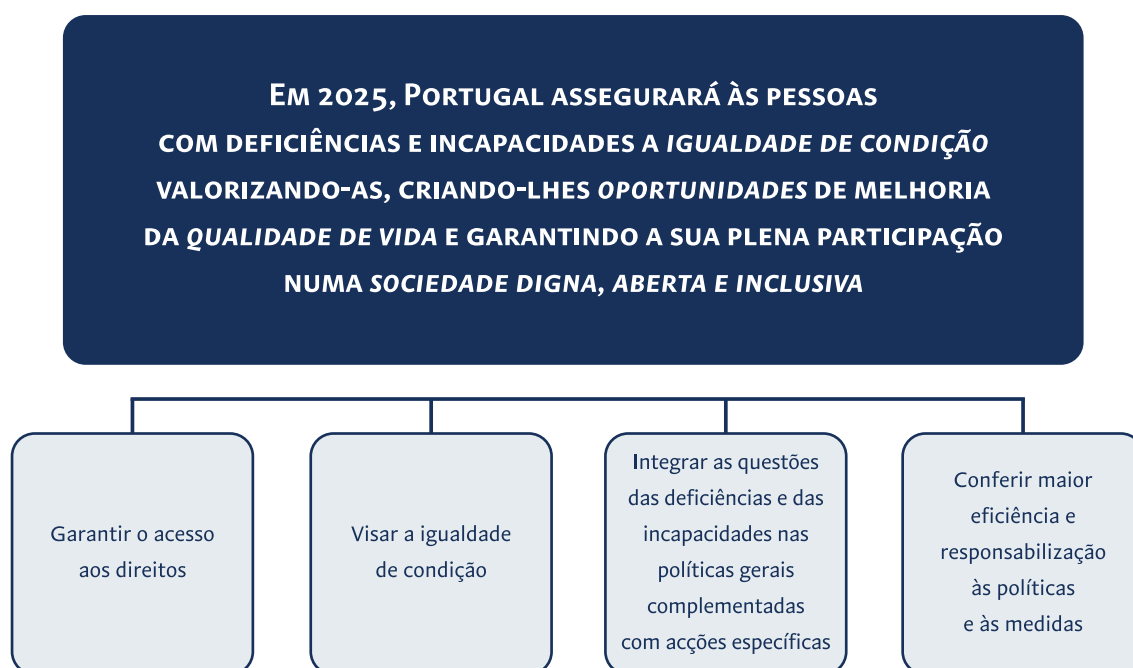 Em 2025, Portugal assegurará às pessoas
com deficiências e incapacidades a igualdade de condição
valorizando-as, criando-lhes oportunidades de melhoria
da qualidade de vida e garantindo a sua plena participação
numa sociedade digna, aberta e inclusiva
Garantir o acesso
aos direitos
Visar a igualdade
de condição
Integrar as questões
das deficiências e das
incapacidades nas
políticas gerais
complementadas
com acções específicas
Conferir maior
eficiência e
responsabilização
às políticas
e às medidas